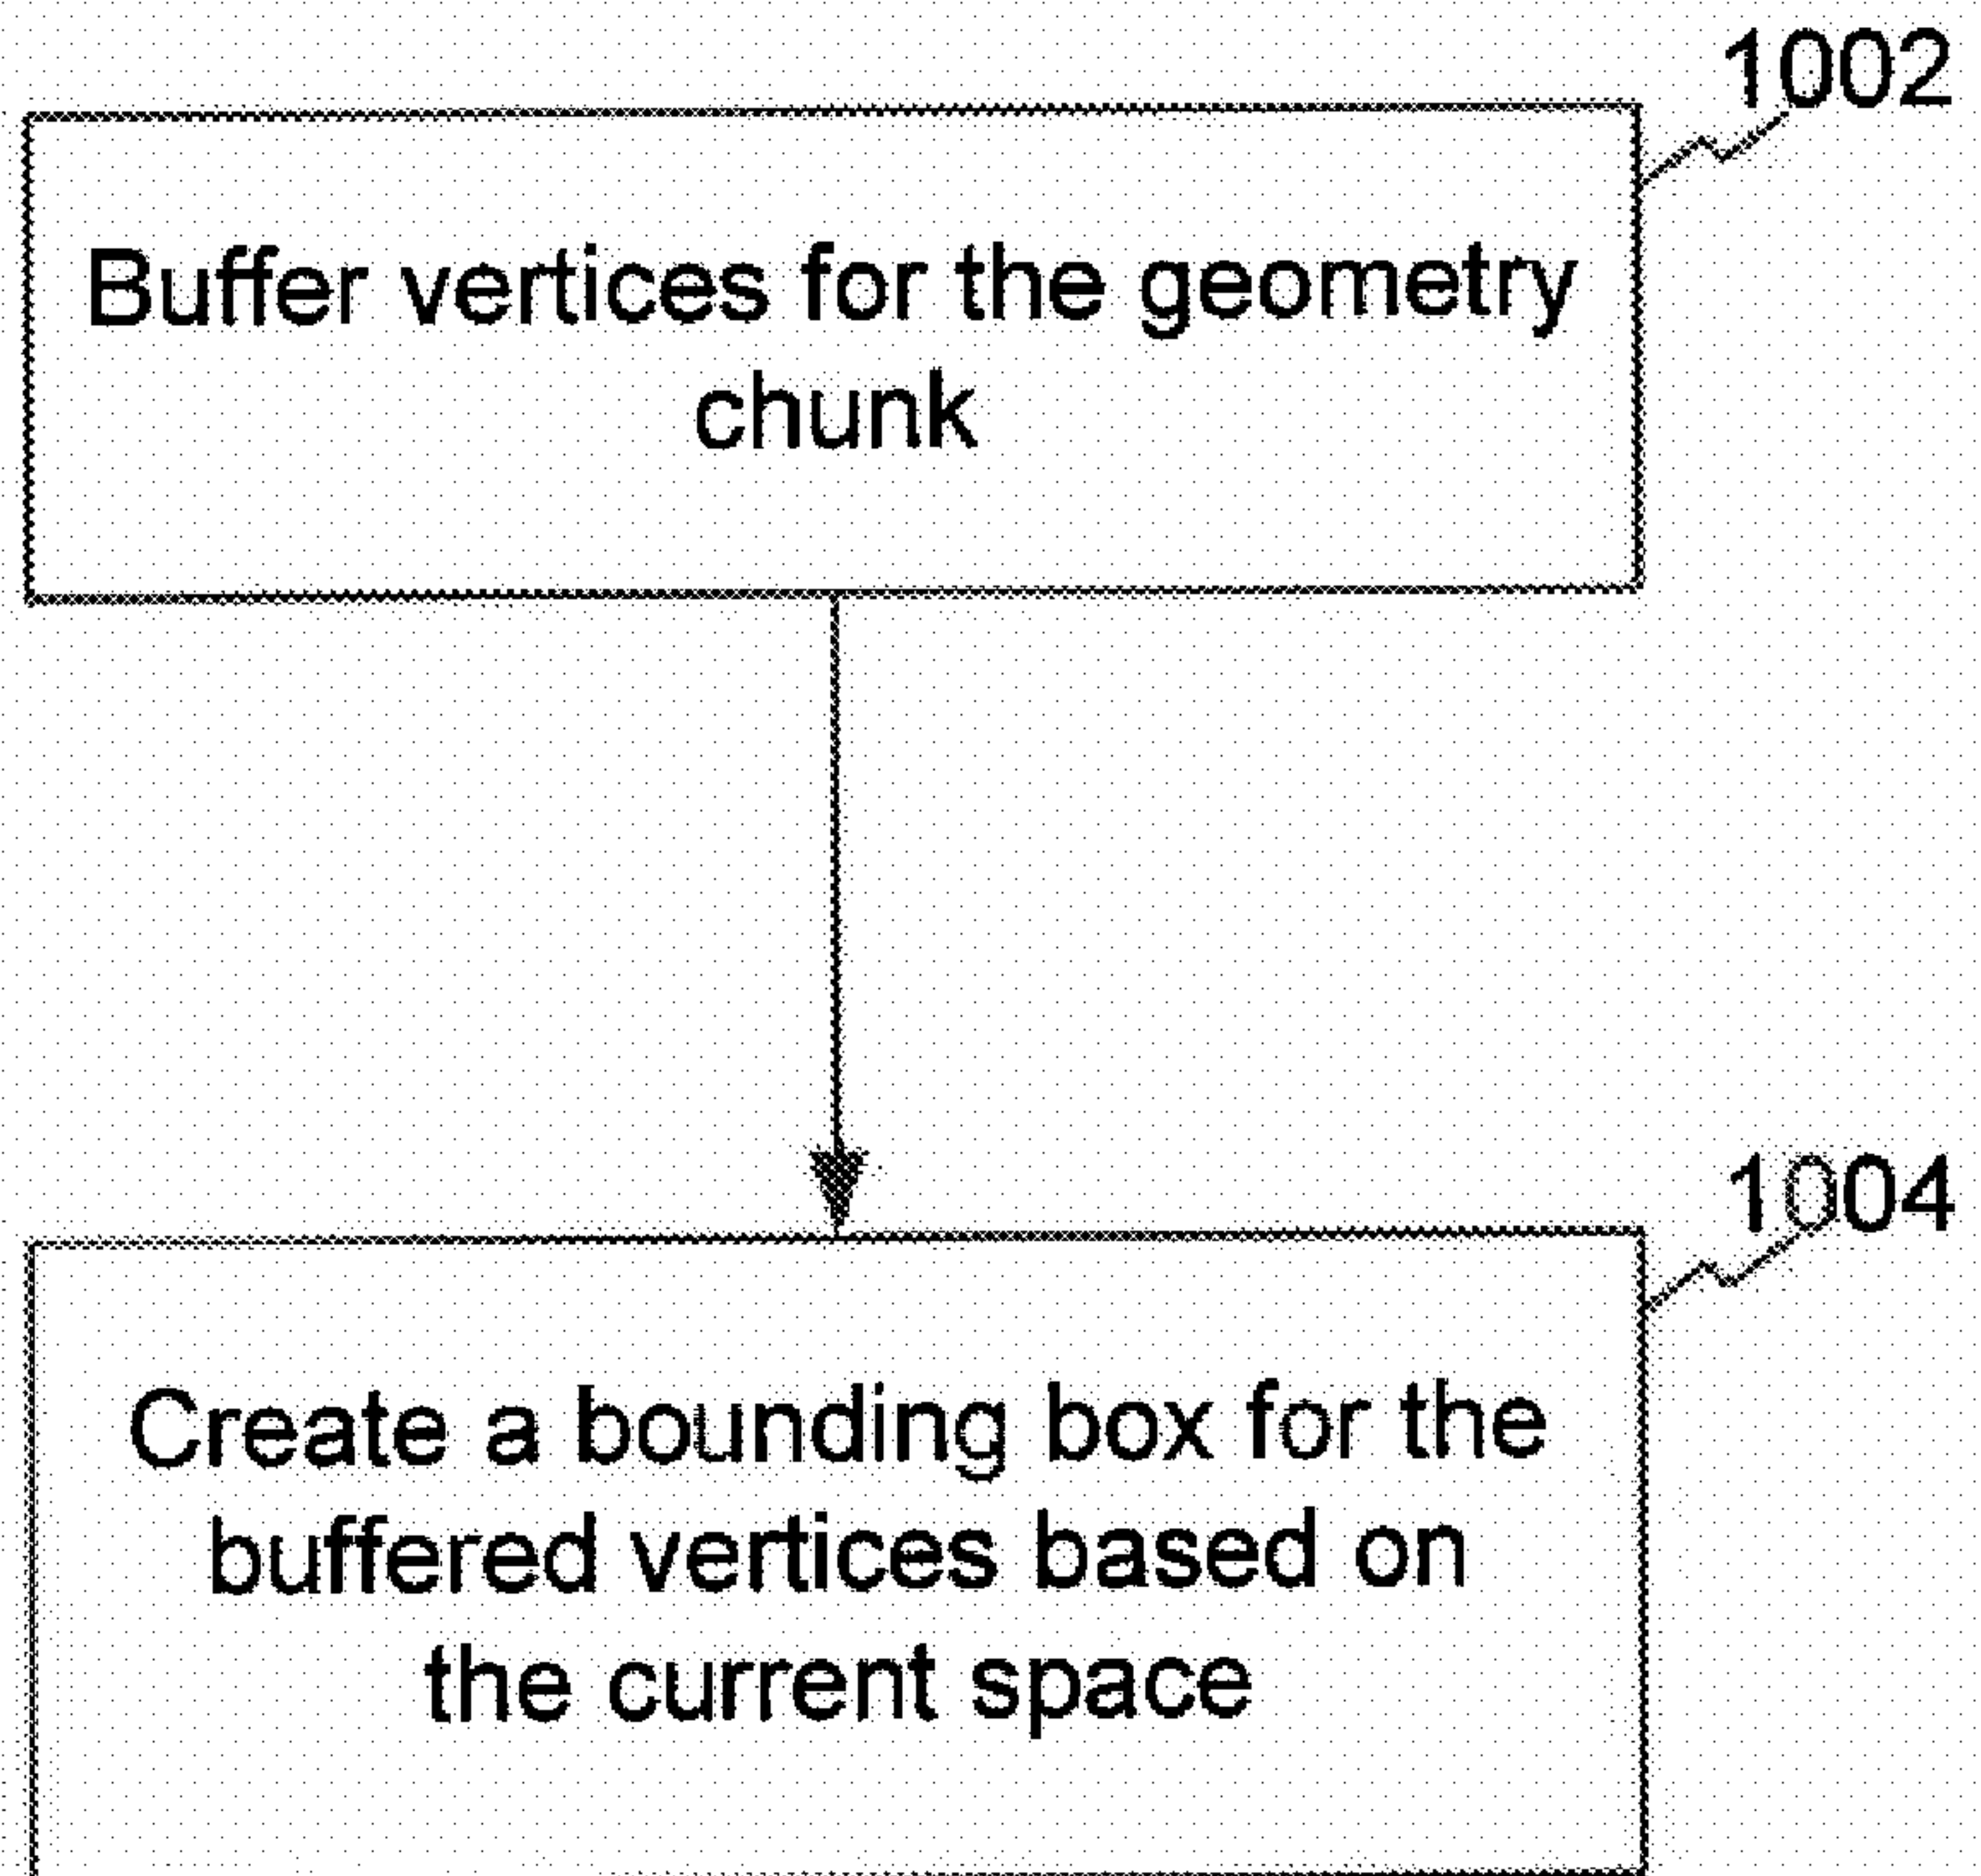 1002
Buffer vertices for the geometry
chunk
1004
Create a bounding box for the
buffered vertices based on
the current space